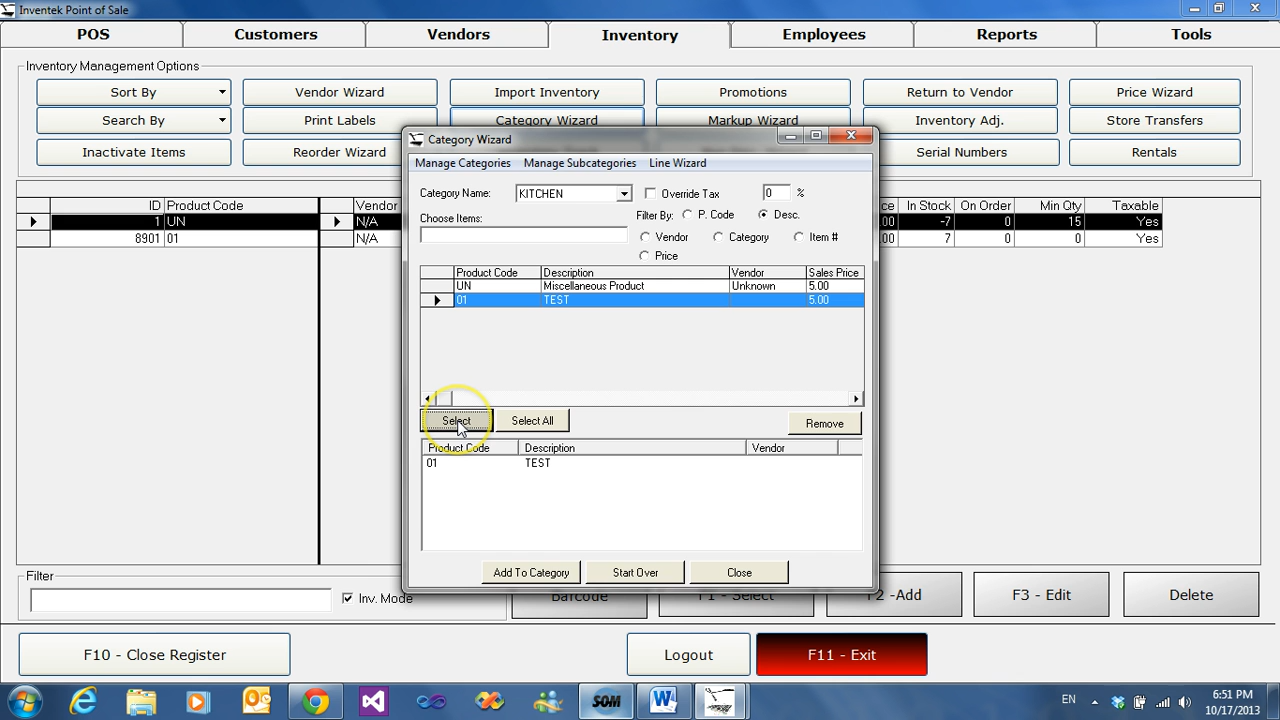 Inventek Point of Sale
POS Customers Vendors Inventory Employees Reports Tools
Inventory Management Options
Sort By Vendor Wizard Import Inventory Promotions Return to Vendor Price Wizard
Search By Print Labels Category Wizard Markup Wizard Inventory Adj. Store Transfers
Inactivate Items Reorder Wizard Serial Numbers Rentals
Category Wizard
Manage Categories Manage Subcategories Line Wizard
Category Name: KITCHEN Override Tax 0 %
Choose Items: Filter By: P. Code Desc.
Vendor Category Item #
Price
ID Product Code Vendor In Stock On Order Min Qty Taxable
1 UN N/A -7 0 15 Yes
8901 01 N/A 7 0 0 Yes
Product Code Description Vendor Sales Price
UN Miscellaneous Product Unknown 5.00
01 TEST 5.00
Select Select All Remove
Product Code Description Vendor
01 TEST
Add To Category Start Over Close
Filter
Inv. Mode
Barcode F1 - Select F2 -Add F3 - Edit Delete
F10 - Close Register Logout F11 - Exit
SOM
EN
6:51 PM
10/17/2013